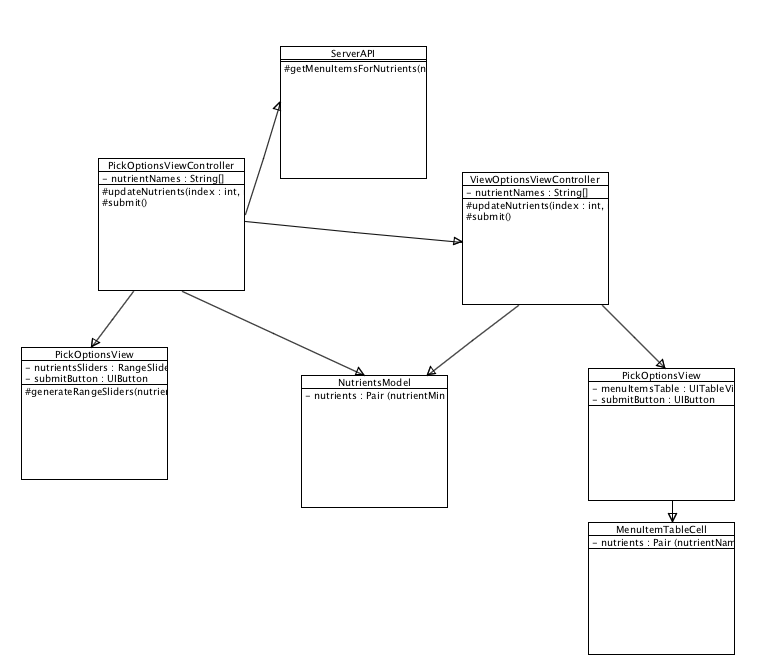 ServerAPI
#getMenuItemsForNutrients(n
PickOptionsViewController
- nutrientNames : String[]
#updateNutrients(index : int,
#submit()
ViewOptionsViewController
- nutrientNames : String[]
#updateNutrients(index : int,
#submit()
PickOptionsView
- nutrientsSliders : RangeSlide
- submitButton : UIButton
#generateRangeSliders(nutrien
NutrientsModel
- nutrients : Pair (nutrientMin
PickOptionsView
- menuItemsTable : UITableVi
- submitButton : UIButton
MenuItemTableCell
- nutrients : Pair (nutrientNam